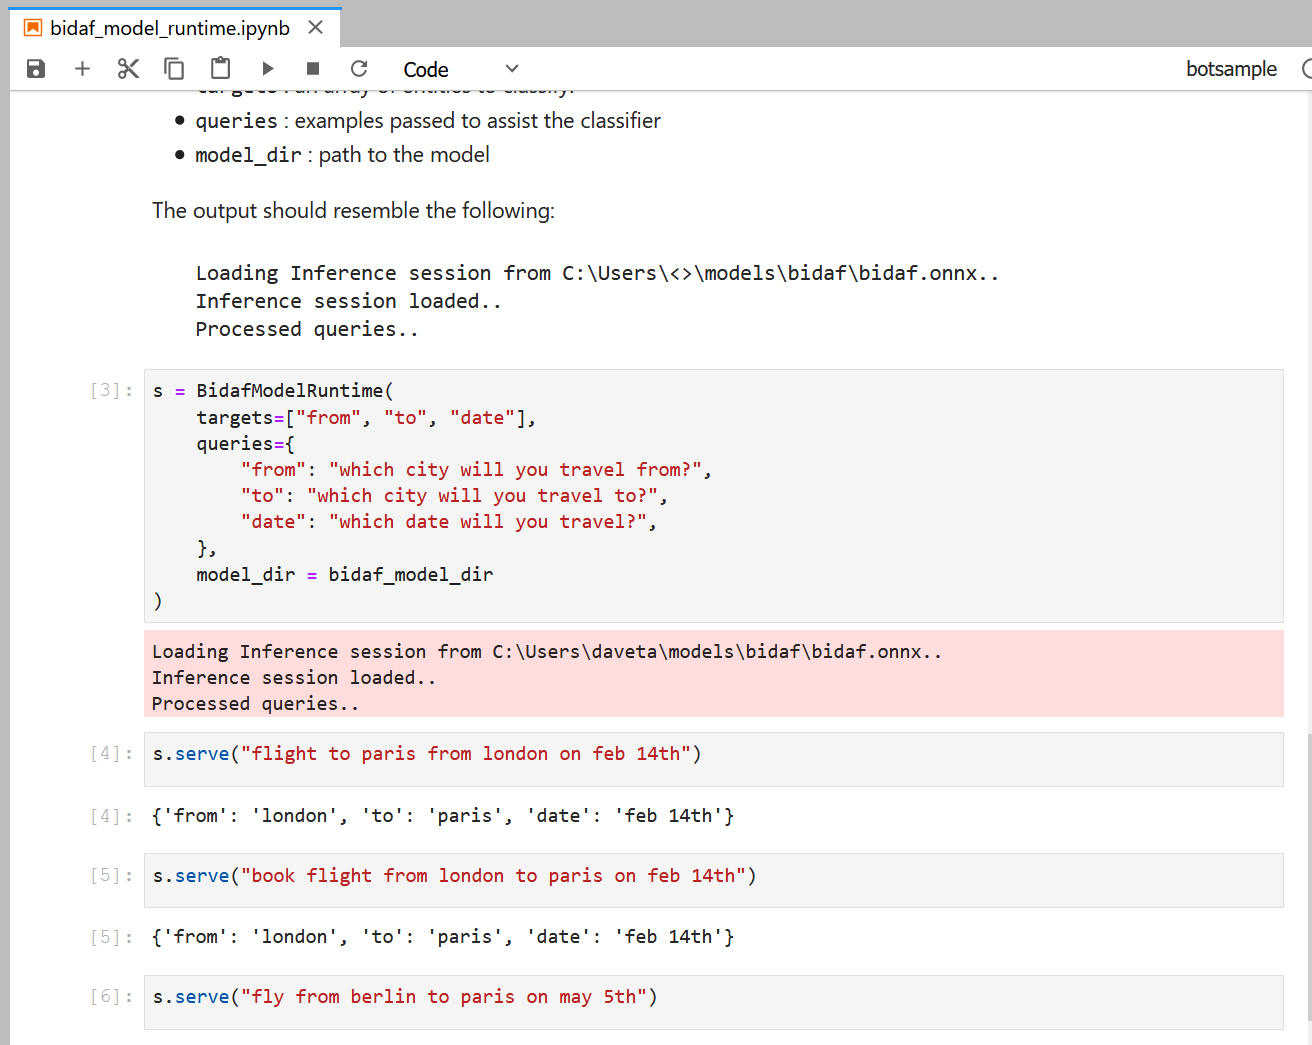 bidaf_model_runtime.ipynb
Code
botsample
targets : an array of entities to classify.
queries : examples passed to assist the classifier
model_dir : path to the model
The output should resemble the following:
Loading Inference session from C:\Users\<>\models\bidaf\bidaf.onnx..
Inference session loaded..
Processed queries..
[3]: s = BidafModelRuntime(
targets=["from", "to", "date"],
queries={
"from": "which city will you travel from?",
"to": "which city will you travel to?",
"date": "which date will you travel?",
},
model_dir = bidaf_model_dir
)
Loading Inference session from C:\Users\daveta\models\bidaf\bidaf.onnx..
Inference session loaded..
Processed queries..
[4]: s.serve("flight to paris from london on feb 14th")
[4]: {'from': 'london', 'to': 'paris', 'date': 'feb 14th'}
[5]: s.serve("book flight from london to paris on feb 14th")
[5]: {'from': 'london', 'to': 'paris', 'date': 'feb 14th'}
[6]: s.serve("fly from berlin to paris on may 5th")